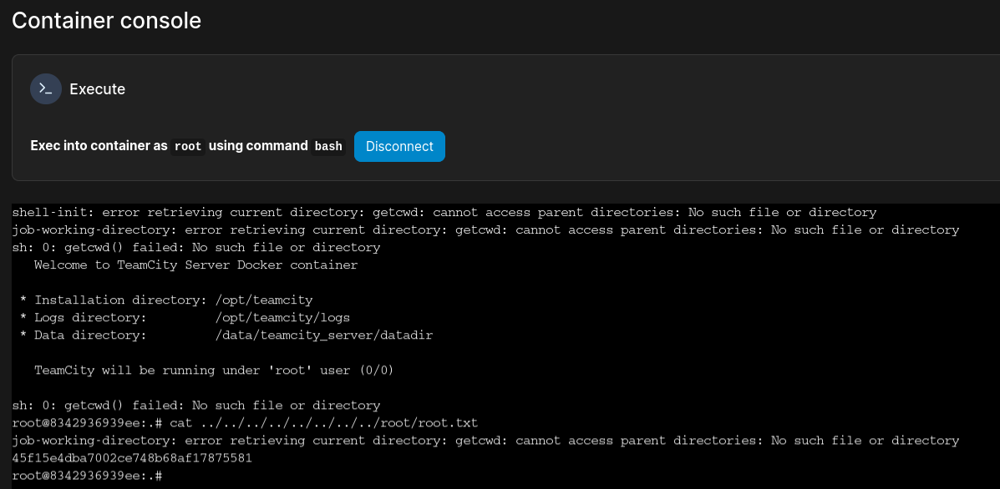 Container console
>_ Execute
Exec into container as root using command bash Disconnect
shell-init: error retrieving current directory: getcwd: cannot access parent directories: No such file or directory
job-working-directory: error retrieving current directory: getcwd: cannot access parent directories: No such file or directory
sh: 0: getcwd() failed: No such file or directory
   Welcome to TeamCity Server Docker container
 * Installation directory: /opt/teamcity
 * Logs directory:         /opt/teamcity/logs
 * Data directory:         /data/teamcity_server/datadir
   TeamCity will be running under 'root' user (0/0)
sh: 0: getcwd() failed: No such file or directory
root@8342936939ee:.# cat ../../../../../../../../root/root.txt
job-working-directory: error retrieving current directory: getcwd: cannot access parent directories: No such file or directory
45f15e4dba7002ce748b68af17875581
root@8342936939ee:.#